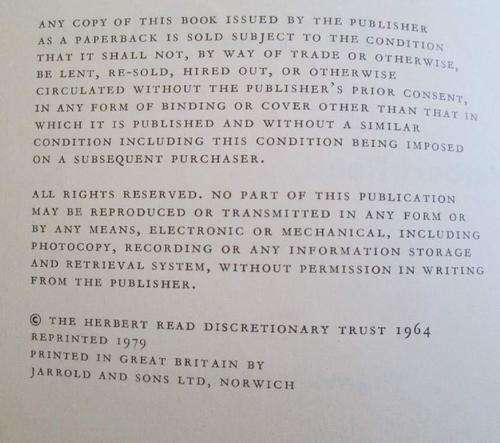 ANY COPY OF THIS BOOK ISSUED BY THE PUBLISHER
AS A PAPERBACK IS SOLD SUBJECT TO THE CONDITION
THAT IT SHALL NOT, BY WAY OF TRADE OR OTHERWISE,
BE LENT, RE-SOLD, HIRED OUT, OR OTHERWISE
CIRCULATED WITHOUT THE PUBLISHER'S PRIOR CONSENT,
IN ANY FORM OF BINDING OR COVER OTHER THAN THAT IN
WHICH IT IS PUBLISHED AND WITHOUT A SIMILAR
CONDITION INCLUDING THIS CONDITION BEING IMPOSED
ON A SUBSEQUENT PURCHASER.
ALL RIGHTS RESERVED. NO PART OF THIS PUBLICATION
MAY BE REPRODUCED OR TRANSMITTED IN ANY FORM OR
BY ANY MEANS, ELECTRONIC OR MECHANICAL, INCLUDING
PHOTOCOPY, RECORDING OR ANY INFORMATION STORAGE
AND RETRIEVAL SYSTEM, WITHOUT PERMISSION IN WRITING
FROM THE PUBLISHER.
© THE HERBERT READ DISCRETIONARY TRUST 1964
REPRINTED 1979
PRINTED IN GREAT BRITAIN BY
JARROLD AND SONS LTD, NORWICH